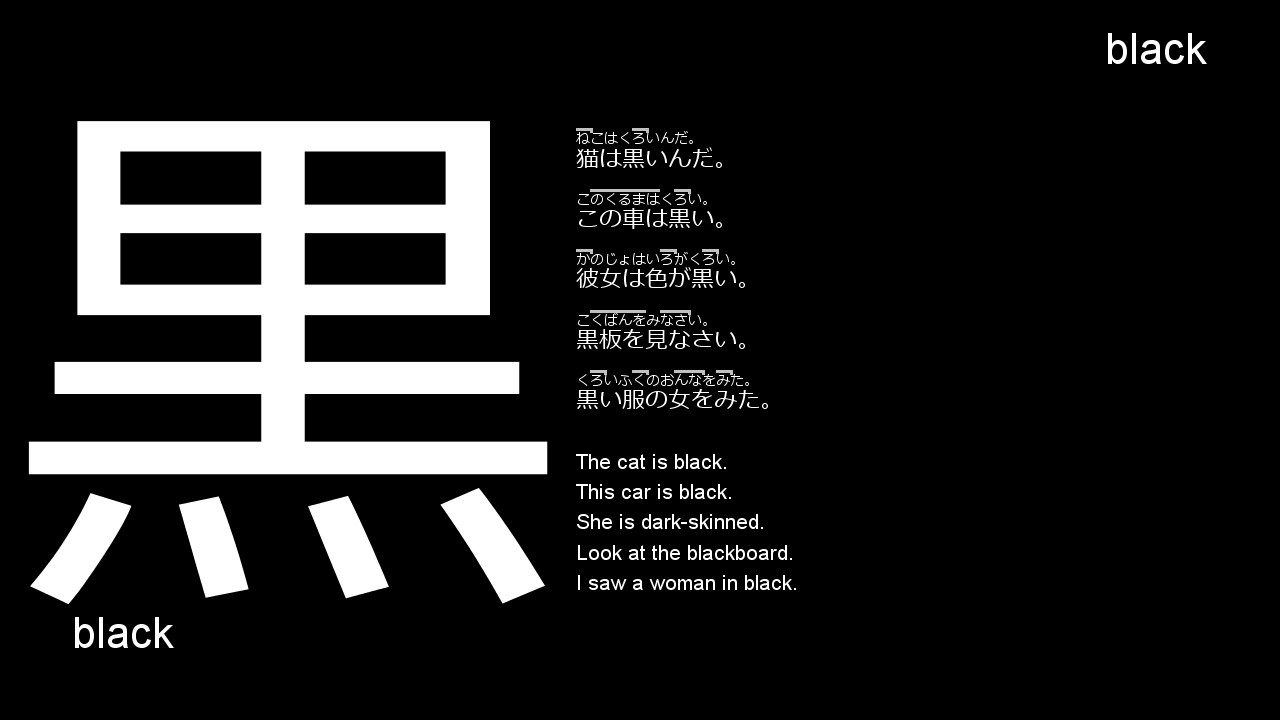 black
黒
ねこはくろいんだ。
猫は黒いんだ。
このくるまはくろい。
この車は黒い。
かのじょはいろがくろい。
彼女は色が黒い。
こくばんをみなさい。
黒板を見なさい。
くろいふくのおんなをみた。
黒い服の女をみた。
The cat is black.
This car is black.
She is dark-skinned.
Look at the blackboard.
I saw a woman in black.
black